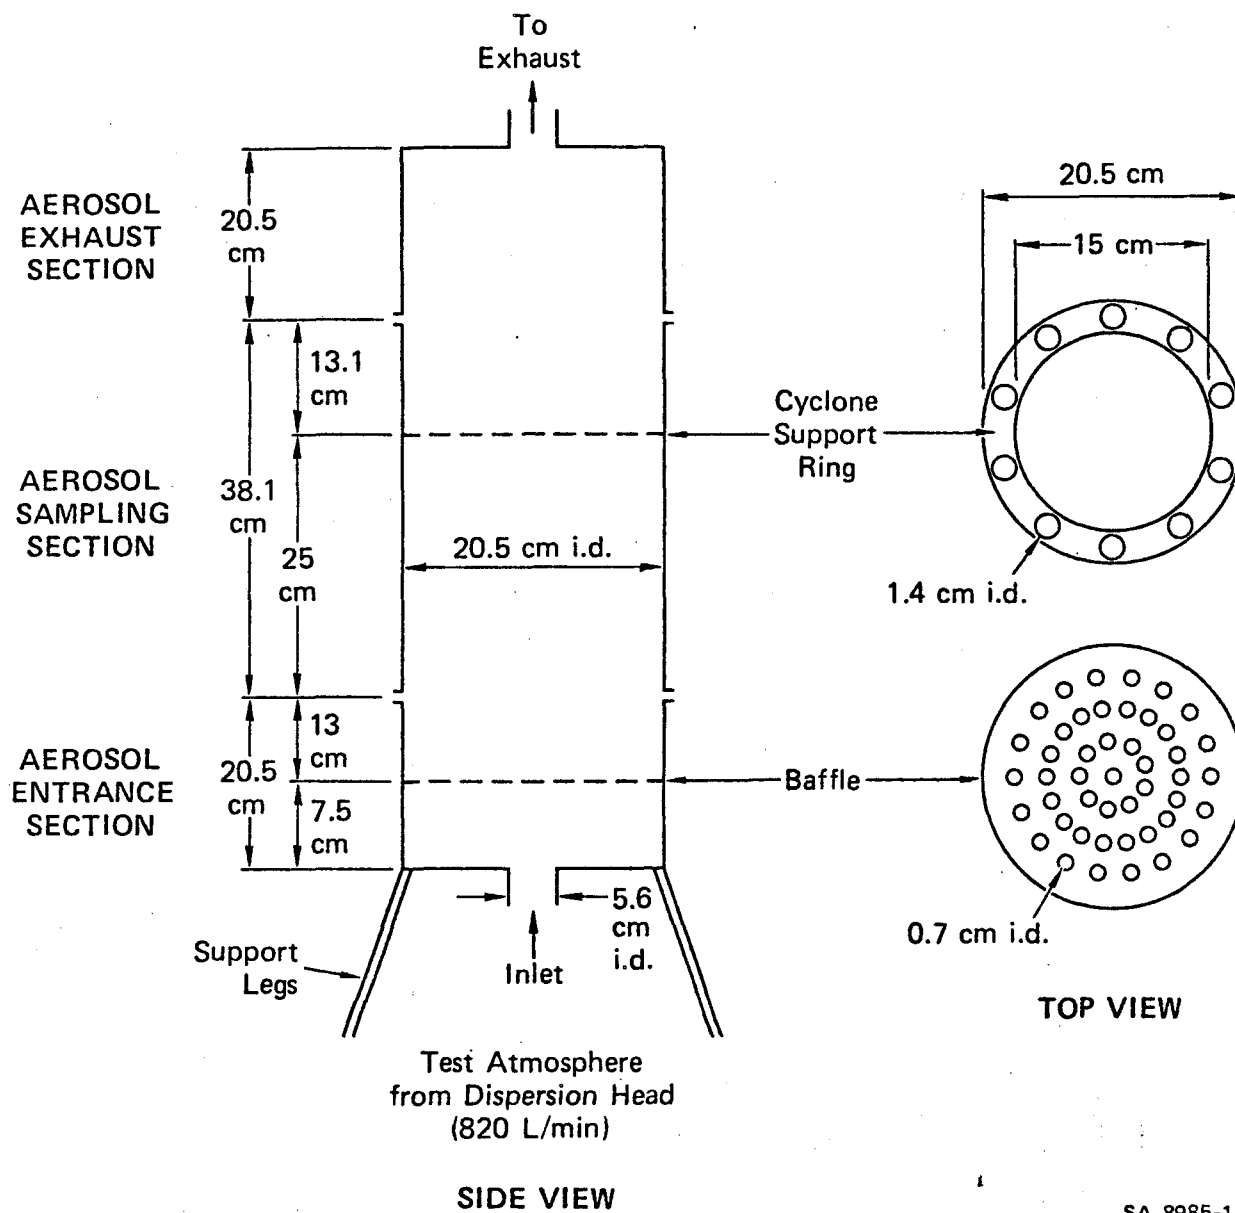 To
Exhaust
AEROSOL
EXHAUST
SECTION
20.5
cm
13.1
cm
AEROSOL
SAMPLING
SECTION
38.1
cm
25
cm
20.5 cm i.d.
AEROSOL
ENTRANCE
SECTION
20.5
cm
13
cm
7.5
cm
Support
Legs
Inlet
5.6
cm
i.d.
Test Atmosphere
from Dispersion Head
(820 L/min)
SIDE VIEW
20.5 cm
15 cm
Cyclone
Support
Ring
1.4 cm i.d.
Baffle
0.7 cm i.d.
TOP VIEW